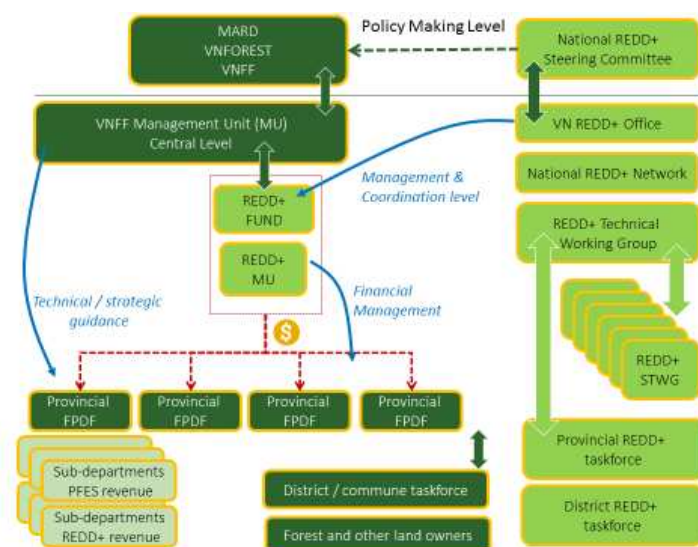 MARD
VNFOREST
VNFF
Policy Making Level
National REDD+
Steering Committee
VNFF Management Unit (MU)
Central Level
VN REDD+ Office
Management &
Coordination level
National REDD+ Network
REDD+
FUND
REDD+ Technical
Working Group
REDD+
MU
Technical / strategic
guidance
Financial
Management
$
REDD+
STWG
Provincial
FPDF
Provincial
FPDF
Provincial
FPDF
Provincial
FPDF
Provincial REDD+
taskforce
Sub-departments
PFES revenue
District / commune taskforce
Sub-departments
REDD+ revenue
Forest and other land owners
District REDD+
taskforce